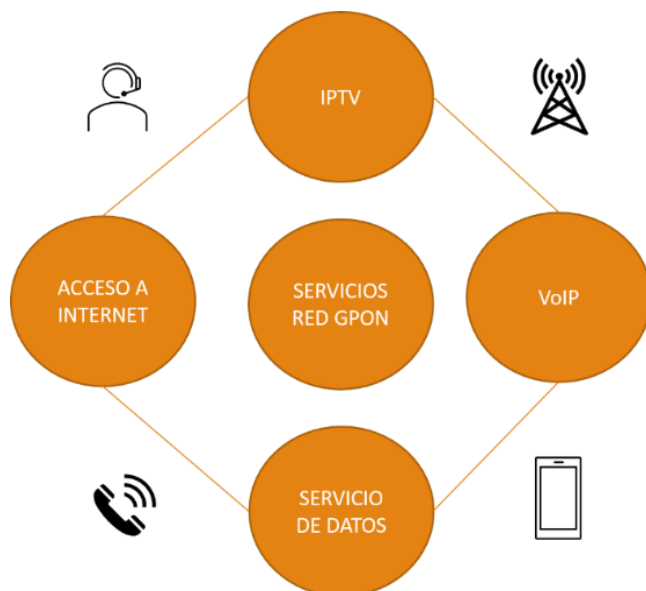 IPTV
ACCESO A
INTERNET
SERVICIOS
RED GPON
VoIP
SERVICIO
DE DATOS